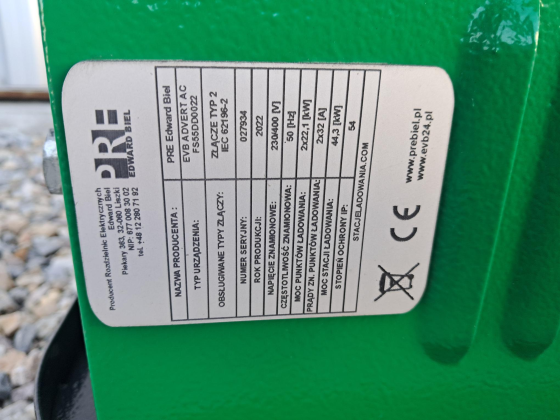 PRE
EDWARD BIEL
Producent Rozdzielnic Elektrycznych
Edward Biel
Piekary 363, 32-060 Liszki
NIP: 677 008 30 02
tel. +48 12 280 71 92
NAZWA PRODUCENTA : PRE Edward Biel
TYP URZĄDZENIA: EVB ADVERT AC FS55DD0022
OBSŁUGIWANE TYPY ZŁĄCZY: ZŁĄCZE TYP 2 IEC 62196-2
NUMER SERYJNY: 027934
ROK PRODUKCJI: 2022
NAPIĘCIE ZNAMIONOWE: 230/400 [V]
CZĘSTOTLIWOŚC ZNAMIONOWA: 50 [Hz]
MOC PUNKTÓW ŁADOWANIA: 2x22,1 [kW]
PRĄDY ZN. PUNKTÓW ŁADOWANIA: 2x32 [A]
MOC STACJI ŁADOWANIA: 44,3 [kW]
STOPIEŃ OCHRONY IP: 54
STACJELADOWANIA.COM
CE
www.prebiel.pl
www.evb24.pl